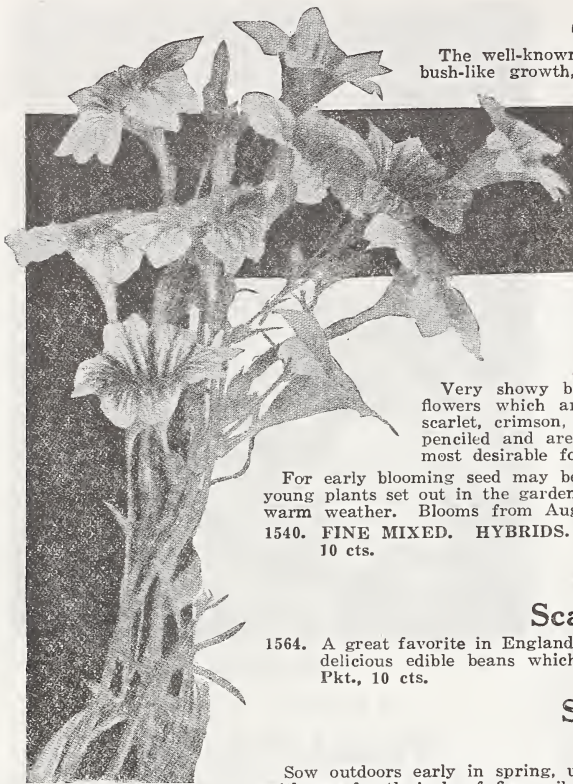 The well-known
bush-like growth,
Very showy b
flowers which ar
scarlet, crimson,
penciled and are
most desirable fo
For early blooming seed may be
young plants set out in the garden
warm weather. Blooms from Aug
1540. FINE MIXED. HYBRIDS.
10 cts.
Sca
1564. A great favorite in England
delicious edible beans which
Pkt., 10 cts.
S
Sow outdoors early in spring, u